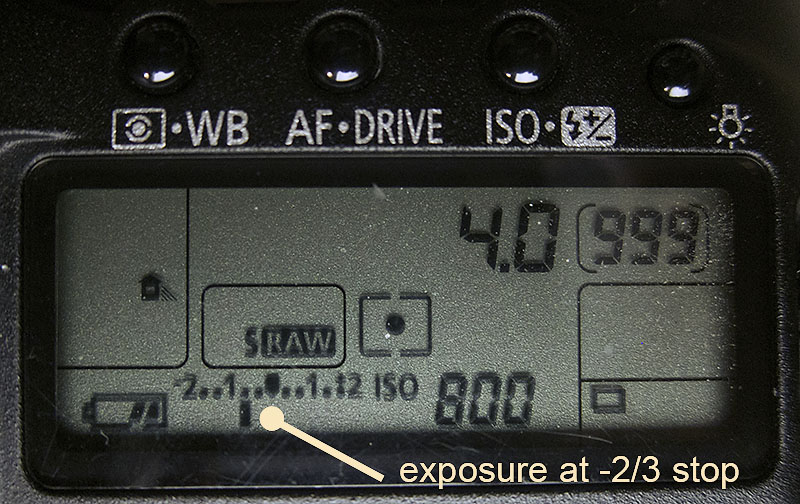 WB AF•DRIVE ISO•
4.0 [999]
SRAW
-2..1..0..1..2 ISO 800
exposure at -2/3 stop